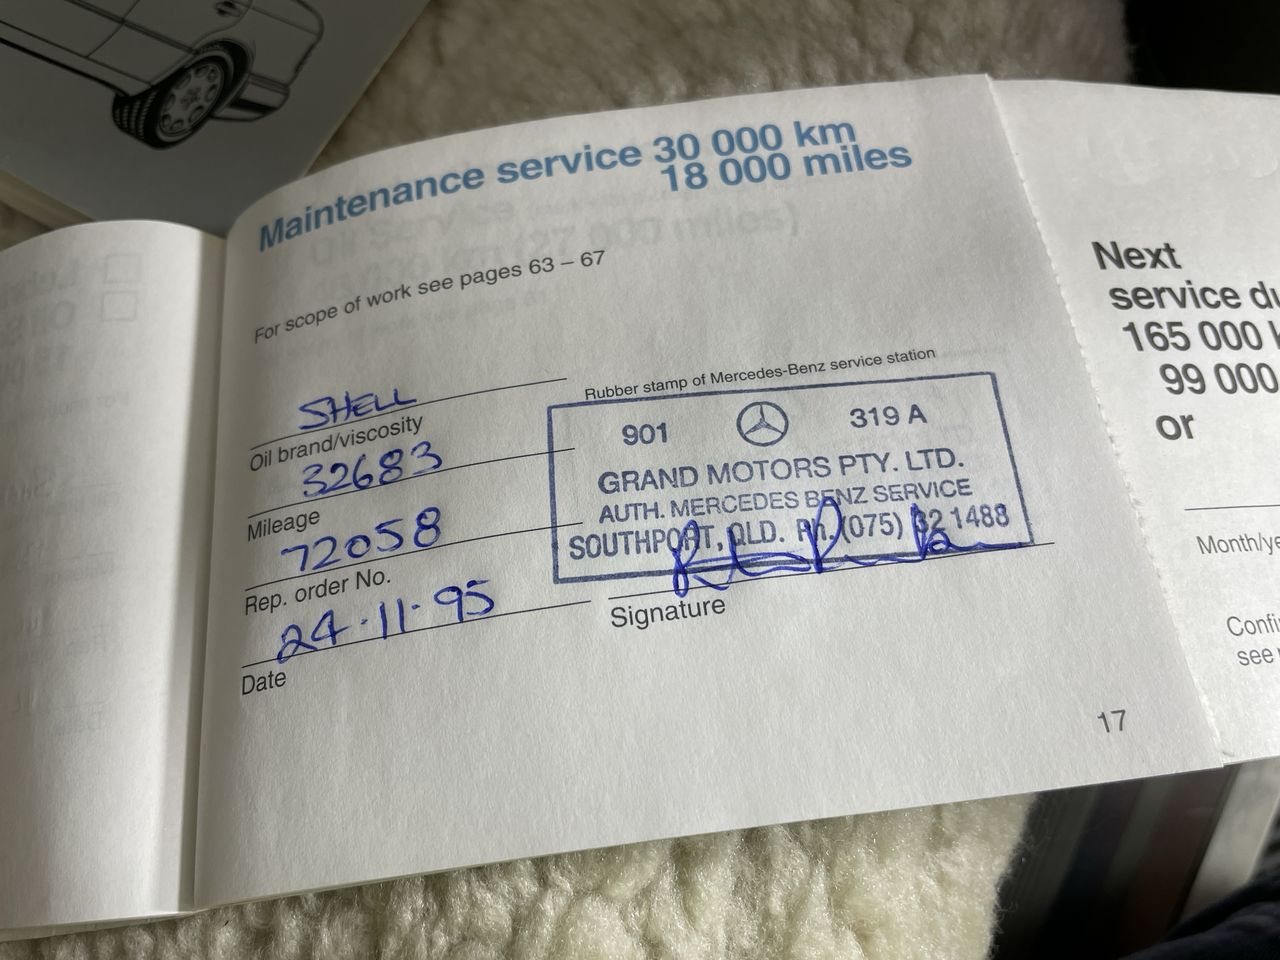 Maintenance service 30 000 km
18 000 miles
For scope of work see pages 63 – 67
SHELL
Oil brand/viscosity
32683
Mileage
72058
Rep. order No.
24·11·95
Date
Rubber stamp of Mercedes-Benz service station
901 319 A
GRAND MOTORS PTY. LTD.
AUTH. MERCEDES BENZ SERVICE
SOUTHPORT, QLD. Ph. (075) 32 1488
Signature
17
Next
service
165 000
99 000
or
see